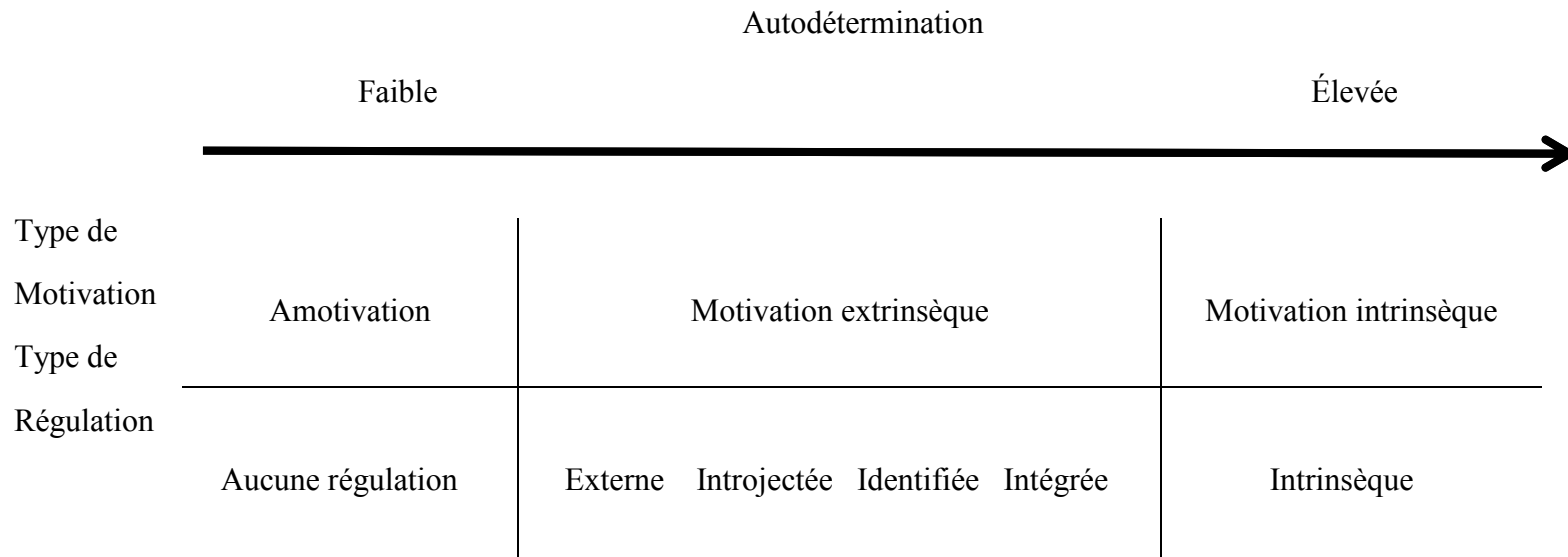 Autodétermination
Faible Élevée
Type de
Motivation
Amotivation Motivation extrinsèque Motivation intrinsèque
Type de
Régulation
Aucune régulation Externe Introjectée Identifiée Intégrée Intrinsèque